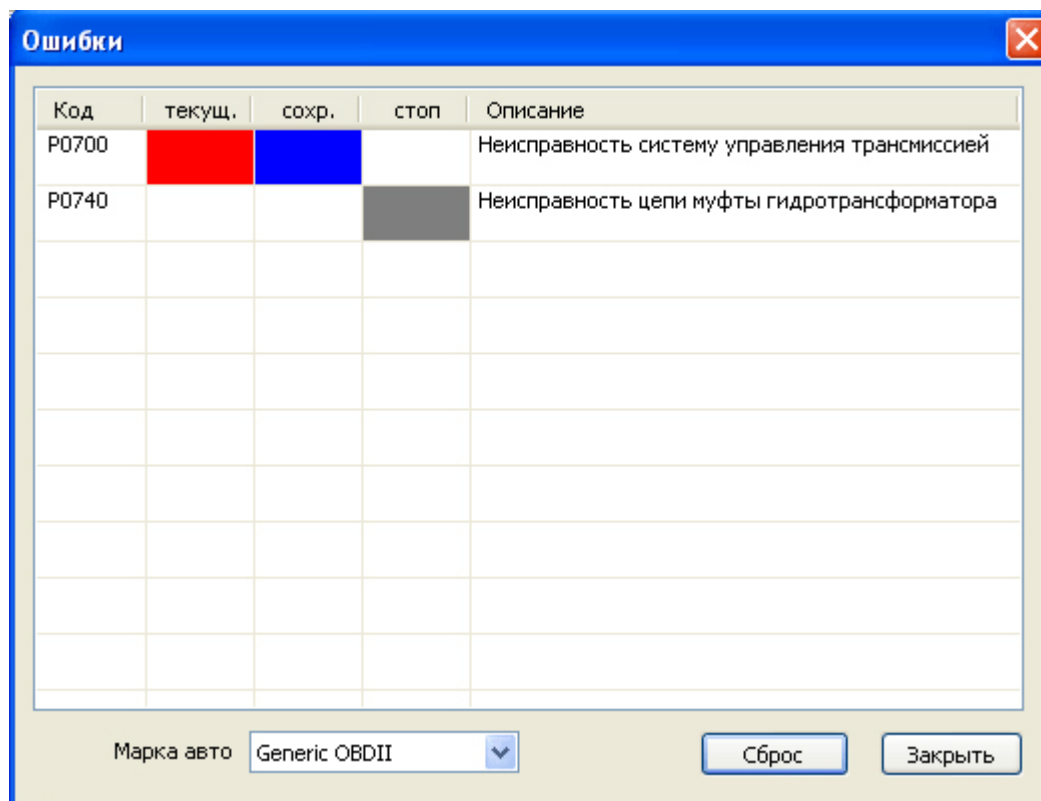 Ошибки
Код текущ. сохр. стоп Описание
P0700 Неисправность систему управления трансмиссией
P0740 Неисправность цепи муфты гидротрансформатора
Марка авто Generic OBDII Сброс Закрыть